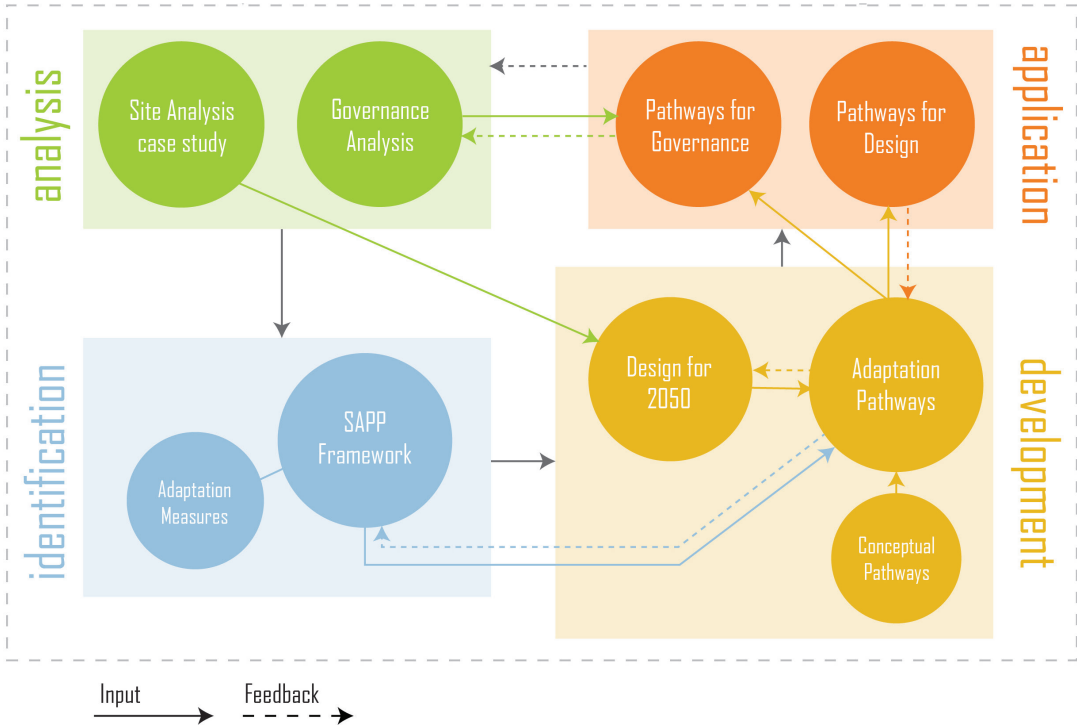 analysis
Site Analysis
case study
Governance
Analysis
Pathways for
Governance
Pathways for
Design
application
identification
SAPP
Framework
Adaptation
Measures
Design for
2050
Adaptation
Pathways
Conceptual
Pathways
development
Input
Feedback